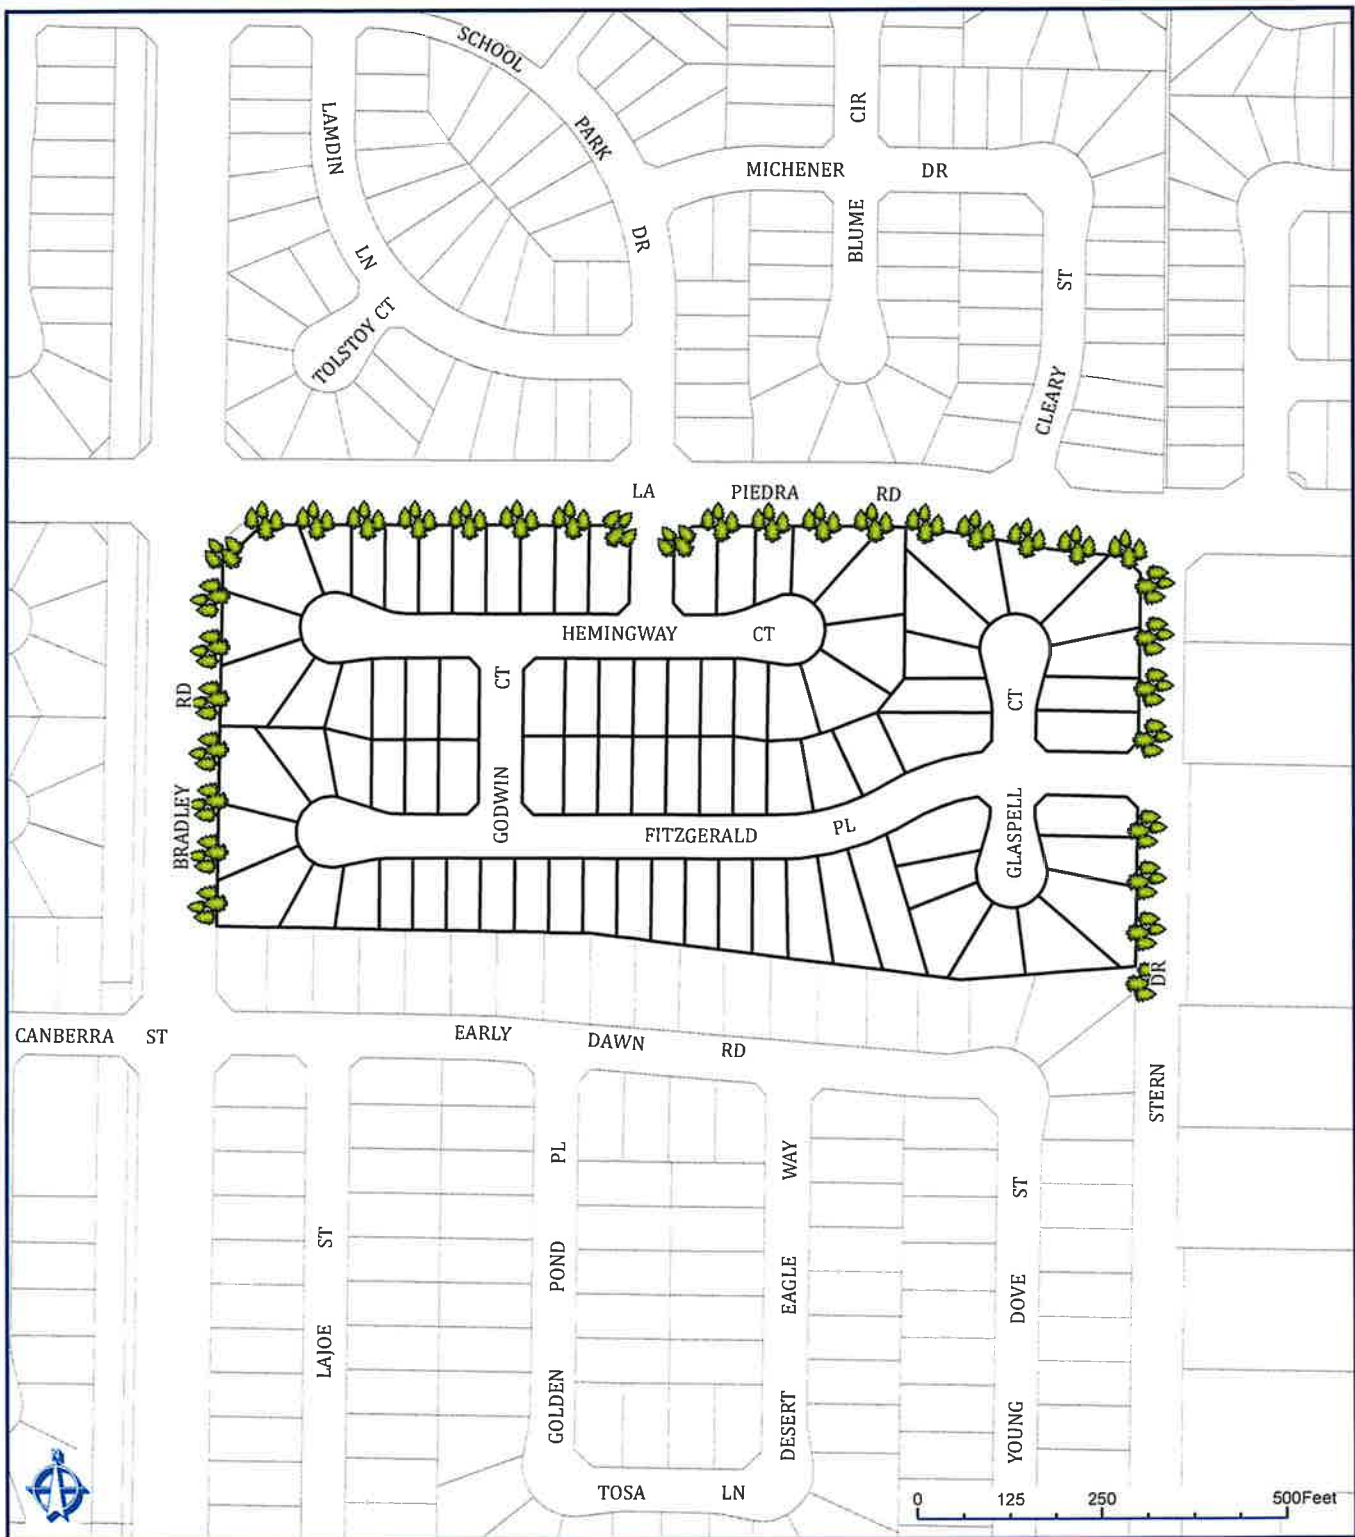 SCHOOL
PARK
DR
LAMDIN
LN
TOLSTOY CT
CIR
MICHENER DR
BLUME
ST
CLEARY
LA PIEDRA RD
HEMINGWAY CT
CT
GODWIN
RD
BRADLEY
FITZGERALD PL
CT
GLASPELL
DR
STERN
CANBERRA ST
EARLY DAWN RD
PL
POND
GOLDEN
WAY
EAGLE
DESERT
ST
DOVE
YOUNG
ST
LAJOE
TOSA LN
0 125 250 500Feet